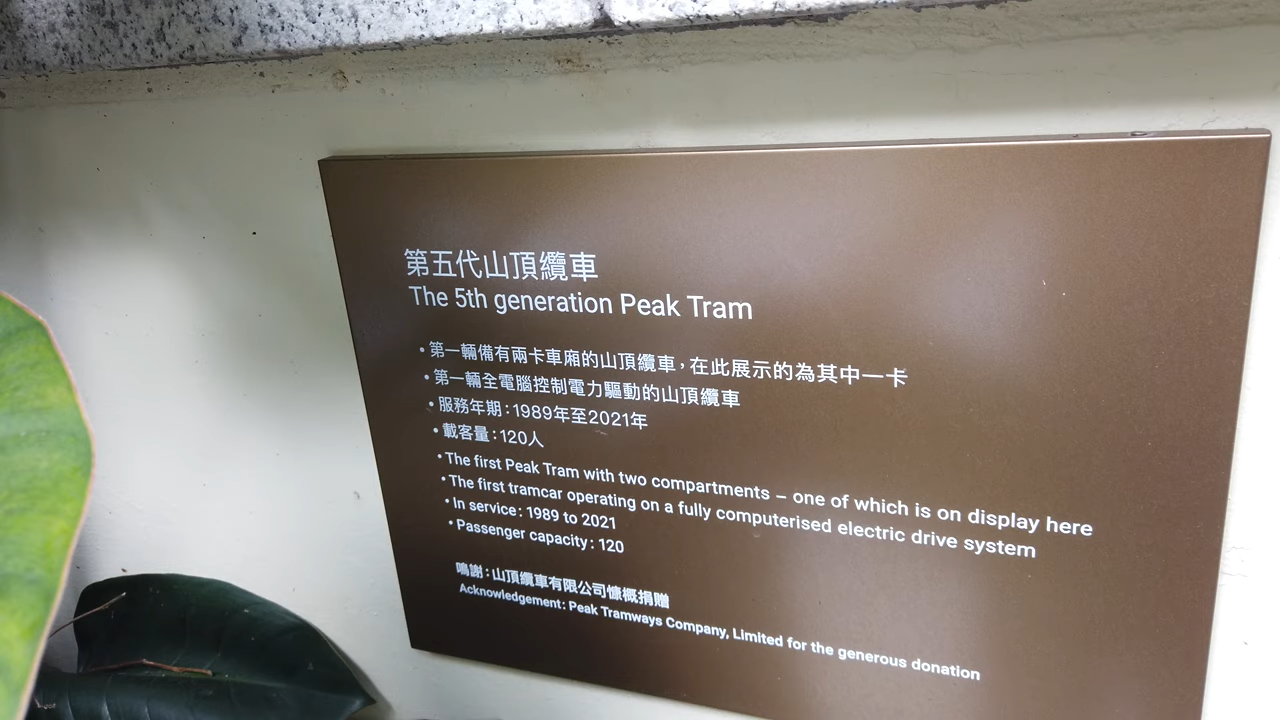 第五代山頂纜車
The 5th generation Peak Tram
• 第一輛備有兩卡車廂的山頂纜車，在此展示的為其中一卡
• 第一輛全電腦控制電力驅動的山頂纜車
• 服務年期：1989年至2021年
• 載客量：120人
• The first Peak Tram with two compartments – one of which is on display here
• The first tramcar operating on a fully computerised electric drive system
• In service: 1989 to 2021
• Passenger capacity: 120
鳴謝：山頂纜車有限公司慷概捐贈
Acknowledgement: Peak Tramways Company, Limited for the generous donation